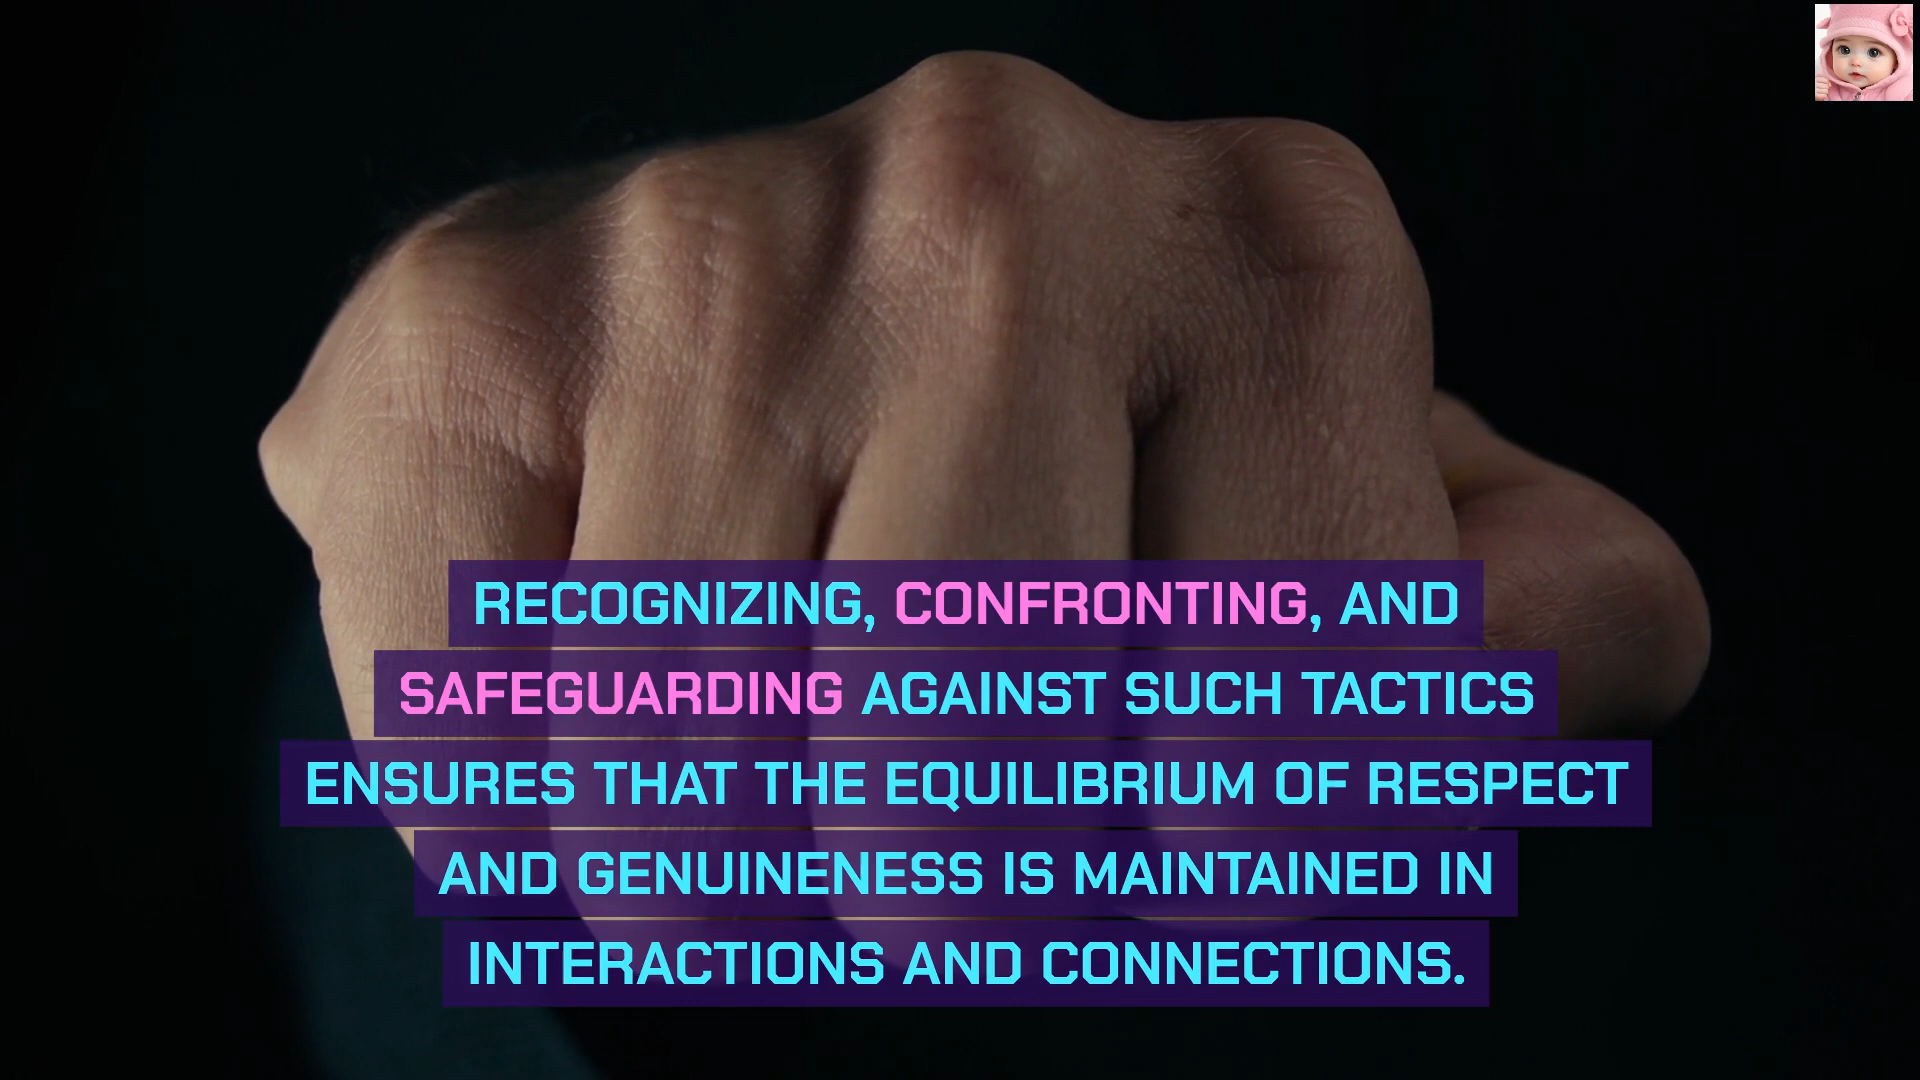 RECOGNIZING, CONFRONTING, AND
SAFEGUARDING AGAINST SUCH TACTICS
ENSURES THAT THE EQUILIBRIUM OF RESPECT
AND GENUINENESS IS MAINTAINED IN
INTERACTIONS AND CONNECTIONS.